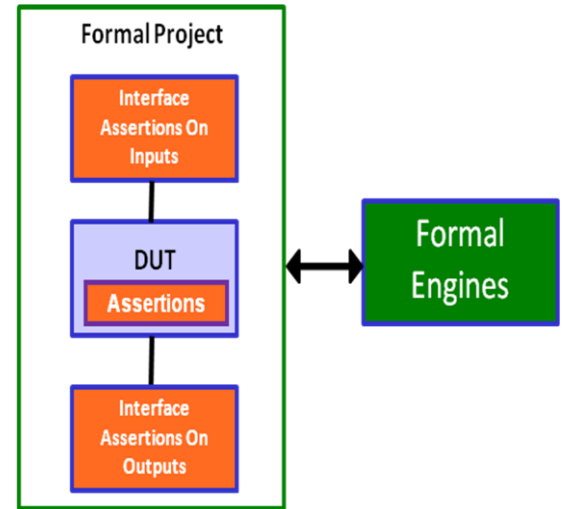 Formal Project
Interface
Assertions On
Inputs
DUT
Assertions
Interface
Assertions On
Outputs
Formal
Engines